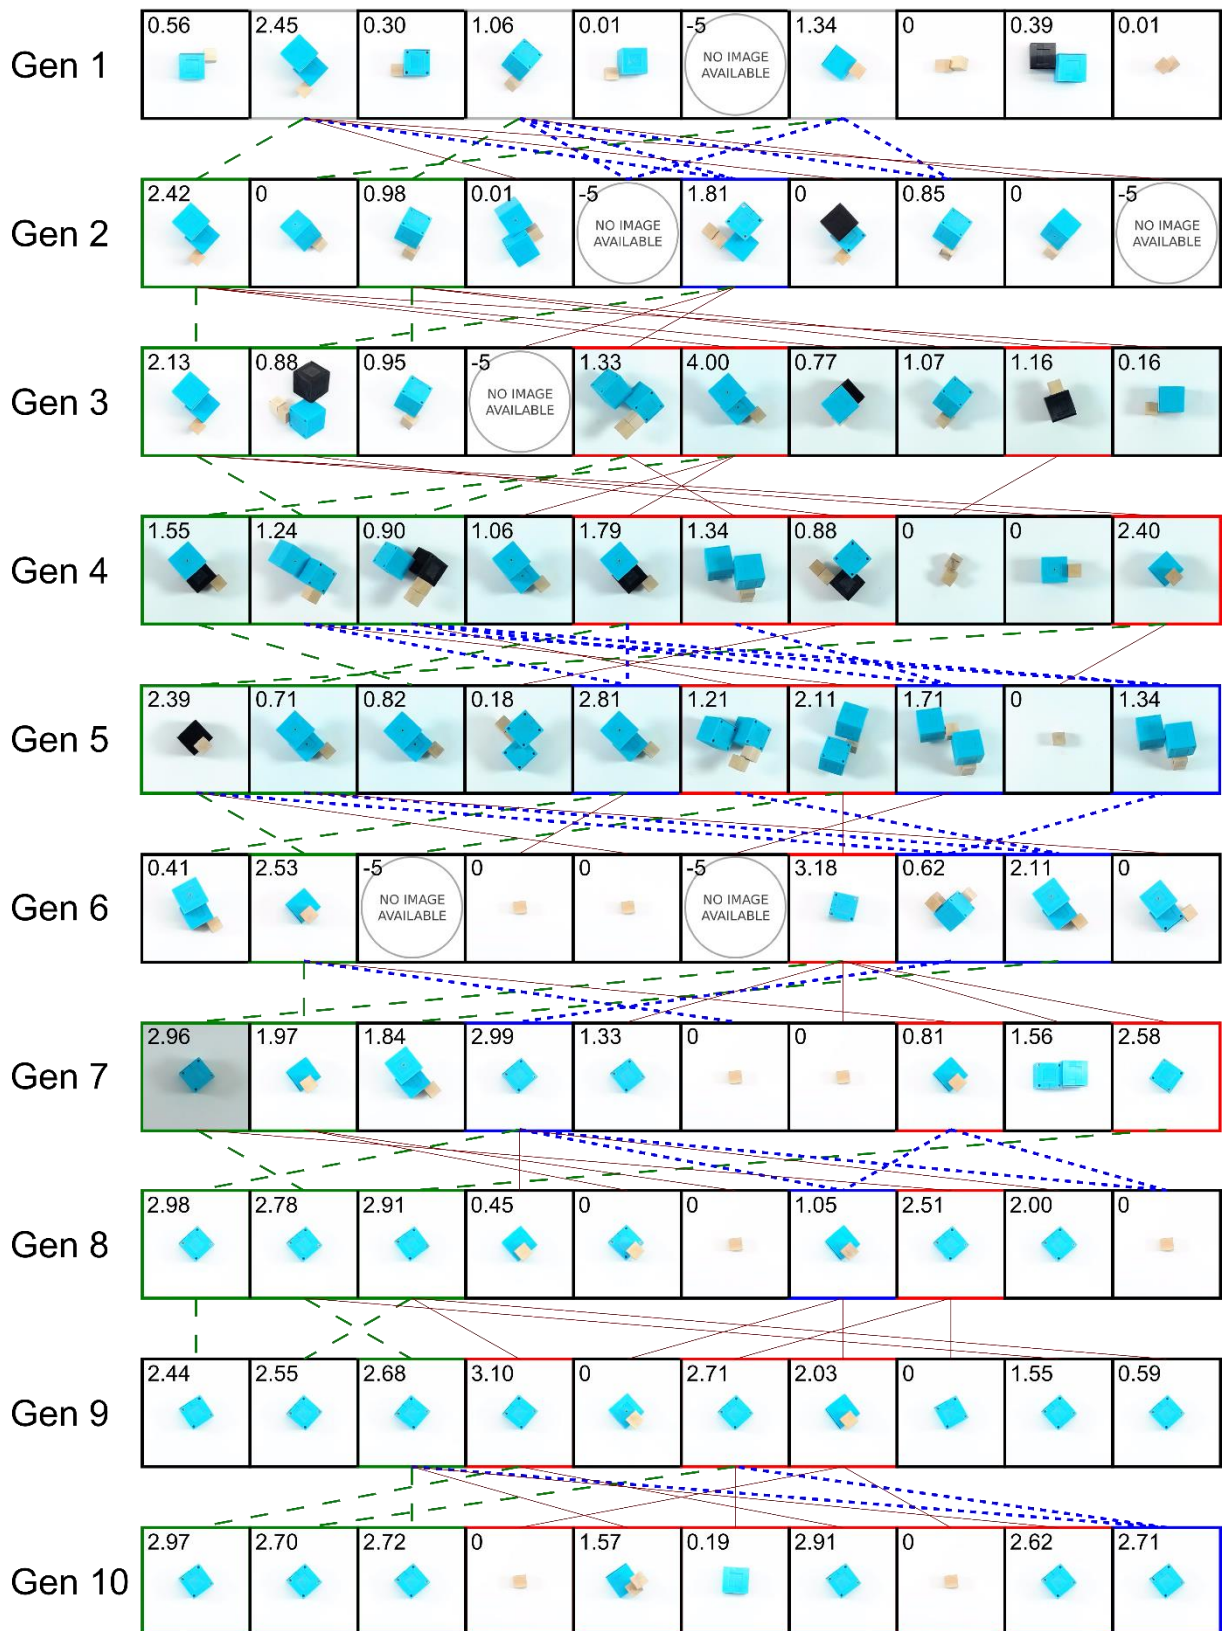 0.56 2.45 0.30 1.06 0.01 -5 1.34 0 0.39 0.01
Gen 1
NO IMAGE
AVAILABLE
2.42 0 0.98 0.01 -5 1.81 0 0.85 0 -5
Gen 2
NO IMAGE NO IMAGE
AVAILABLE AVAILABLE
2.13 0.88 0.95 -5 1.33 4.00 0.77 1.07 1.16 0.16
Gen 3
NO IMAGE
AVAILABLE
1.55 1.24 0.90 1.06 1.79 1.34 0.88 0 0 2.40
Gen 4
2.39 0.71 0.82 0.18 2.81 1.21 2.11 1.71 0 1.34
Gen 5
0.41 2.53 -5 0 0 -5 3.18 0.62 2.11 0
Gen 6
NO IMAGE NO IMAGE
AVAILABLE AVAILABLE
2.96 1.97 1.84 2.99 1.33 0 0 0.81 1.56 2.58
Gen 7
2.98 2.78 2.91 0.45 0 0 1.05 2.51 2.00 0
Gen 8
2.44 2.55 2.68 3.10 0 2.71 2.03 0 1.55 0.59
Gen 9
2.97 2.70 2.72 0 1.57 0.19 2.91 0 2.62 2.71
Gen 10